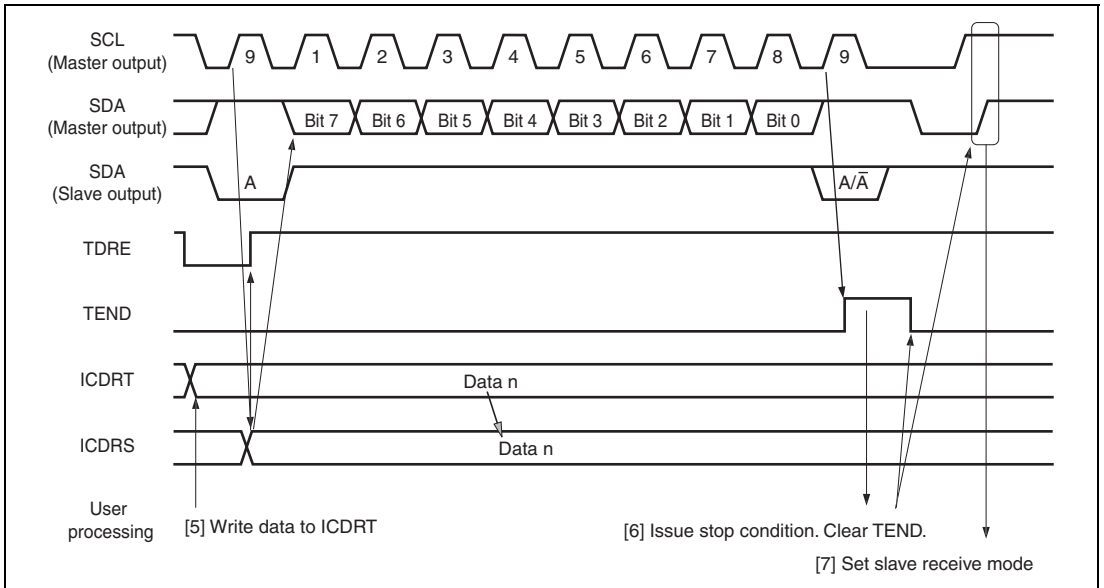 SCL
(Master output)
9 1 2 3 4 5 6 7 8 9
SDA
(Master output)
Bit 7 Bit 6 Bit 5 Bit 4 Bit 3 Bit 2 Bit 1 Bit 0
SDA
(Slave output)
A A/A̅
TDRE
TEND
ICDRT
Data n
ICDRS
Data n
User
processing
[5] Write data to ICDRT
[6] Issue stop condition. Clear TEND.
[7] Set slave receive mode